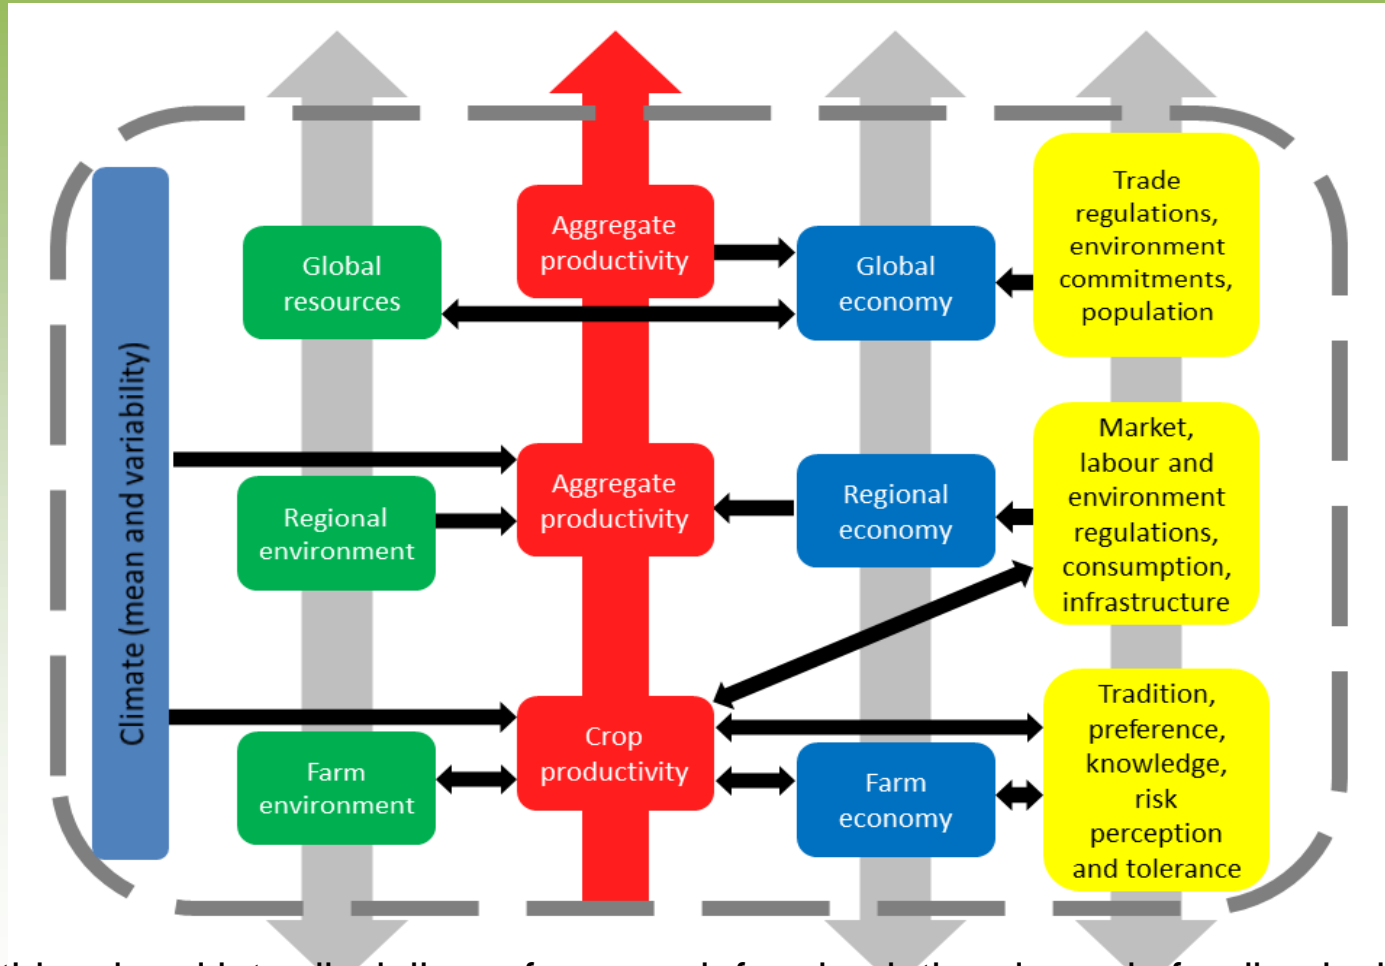 Climate (mean and variability)
Global
resources
Aggregate
productivity
Global
economy
Trade
regulations,
environment
commitments,
population
Regional
environment
Aggregate
productivity
Regional
economy
Market,
labour and
environment
regulations,
consumption,
infrastructure
Farm
environment
Crop
productivity
Farm
economy
Tradition,
preference,
knowledge,
risk
perception
and tolerance